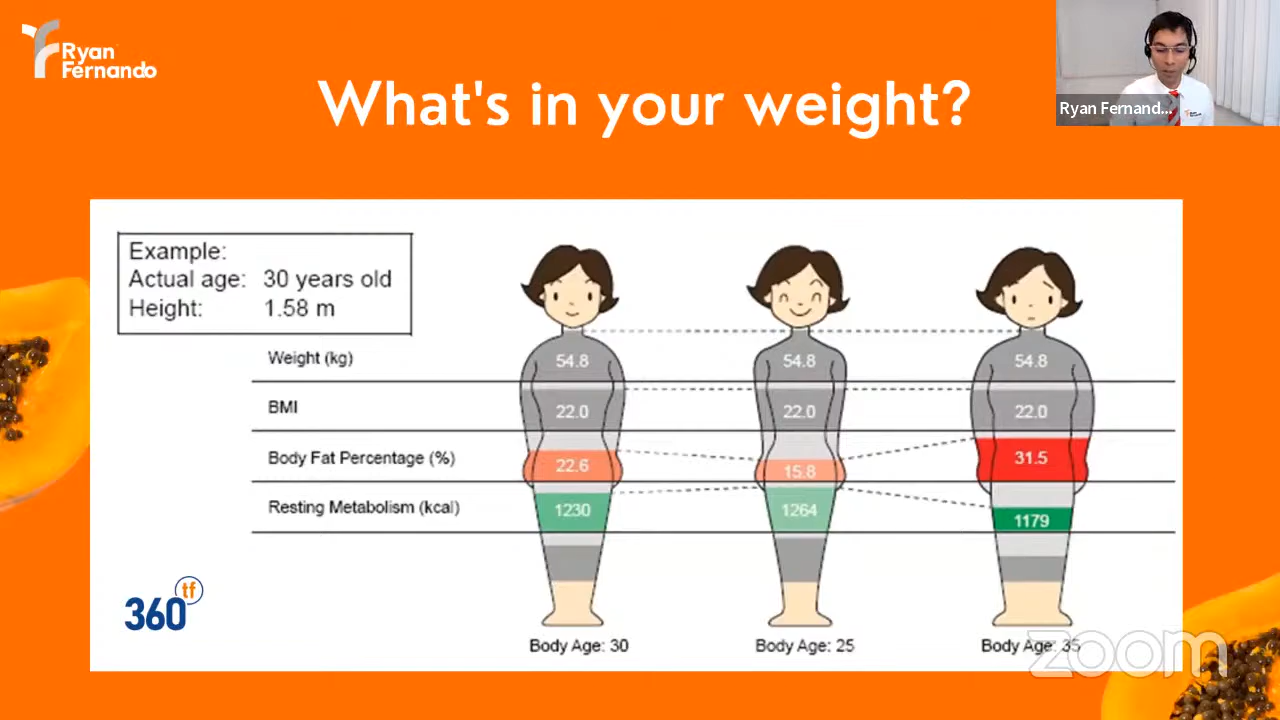 Ryan
Fernando
What's in your weight?
Ryan Fernand...
Example:
Actual age: 30 years old
Height: 1.58 m
Weight (kg) 54.8 54.8 54.8
BMI 22.0 22.0 22.0
Body Fat Percentage (%) 22.6 15.8 31.5
Resting Metabolism (kcal) 1230 1264 1179
360 tf
Body Age: 30 Body Age: 25 Body Age: 35
zoom